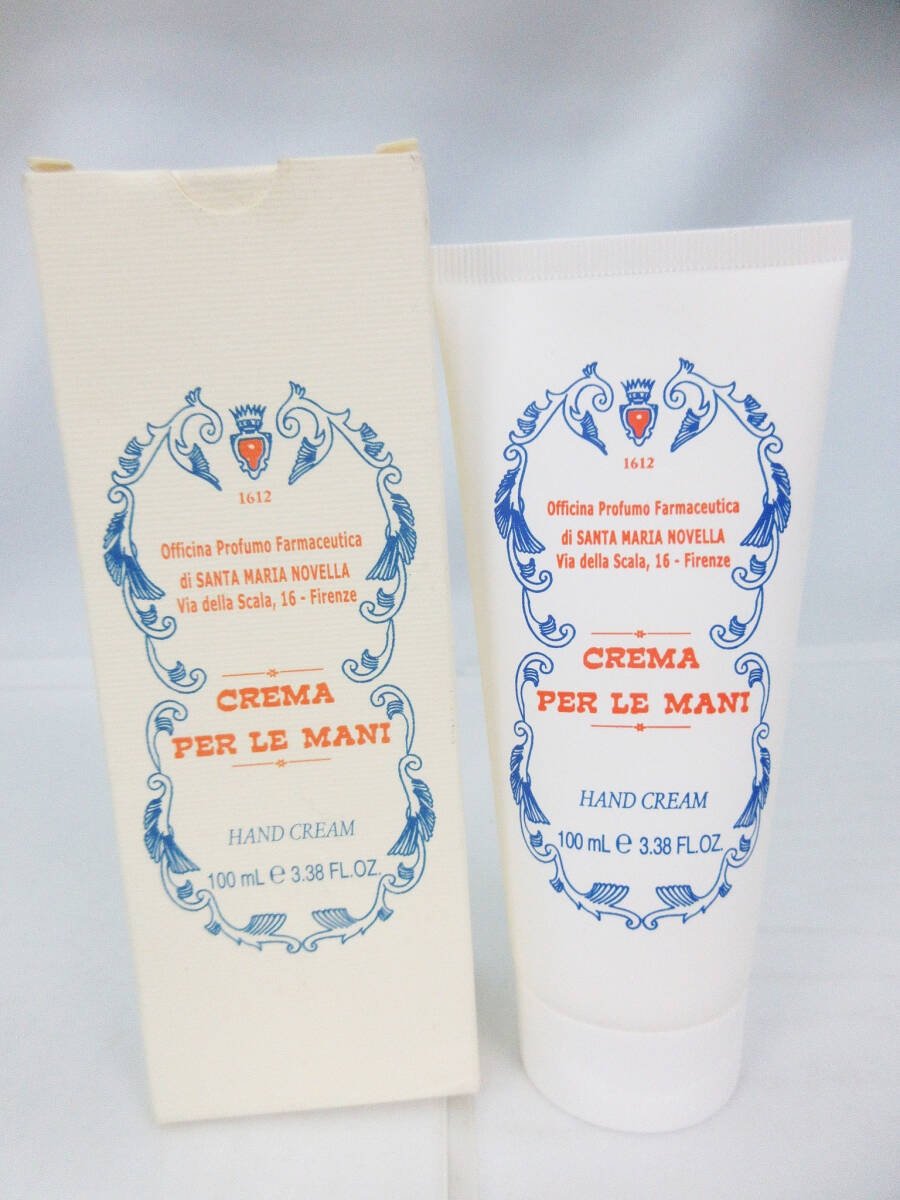 1612
Officina Profumo Farmaceutica
di SANTA MARIA NOVELLA
Via della Scala, 16 - Firenze
CREMA
PER LE MANI
HAND CREAM
100 mL ℮ 3.38 FL.OZ.
1612
Officina Profumo Farmaceutica
di SANTA MARIA NOVELLA
Via della Scala, 16 - Firenze
CREMA
PER LE MANI
HAND CREAM
100 mL ℮ 3.38 FL.OZ.